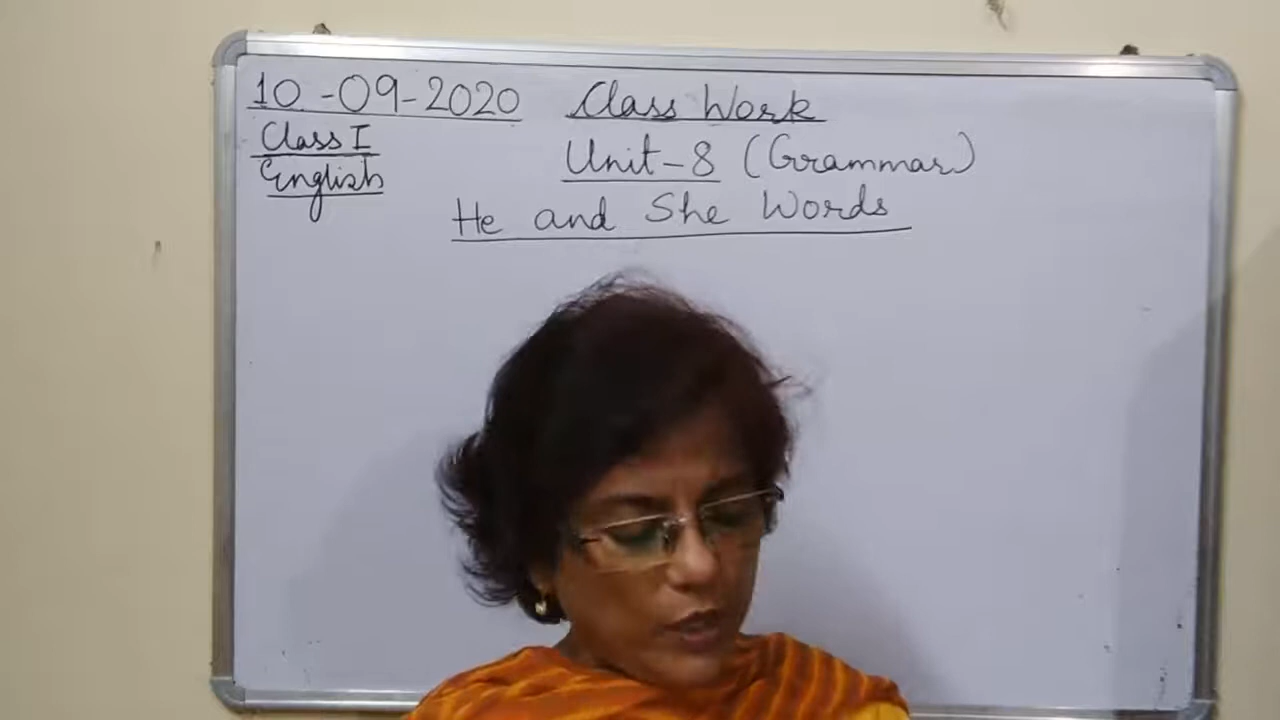 10-09-2020 Class Work
Class I
English
Unit-8 (Grammar)
He and She Words